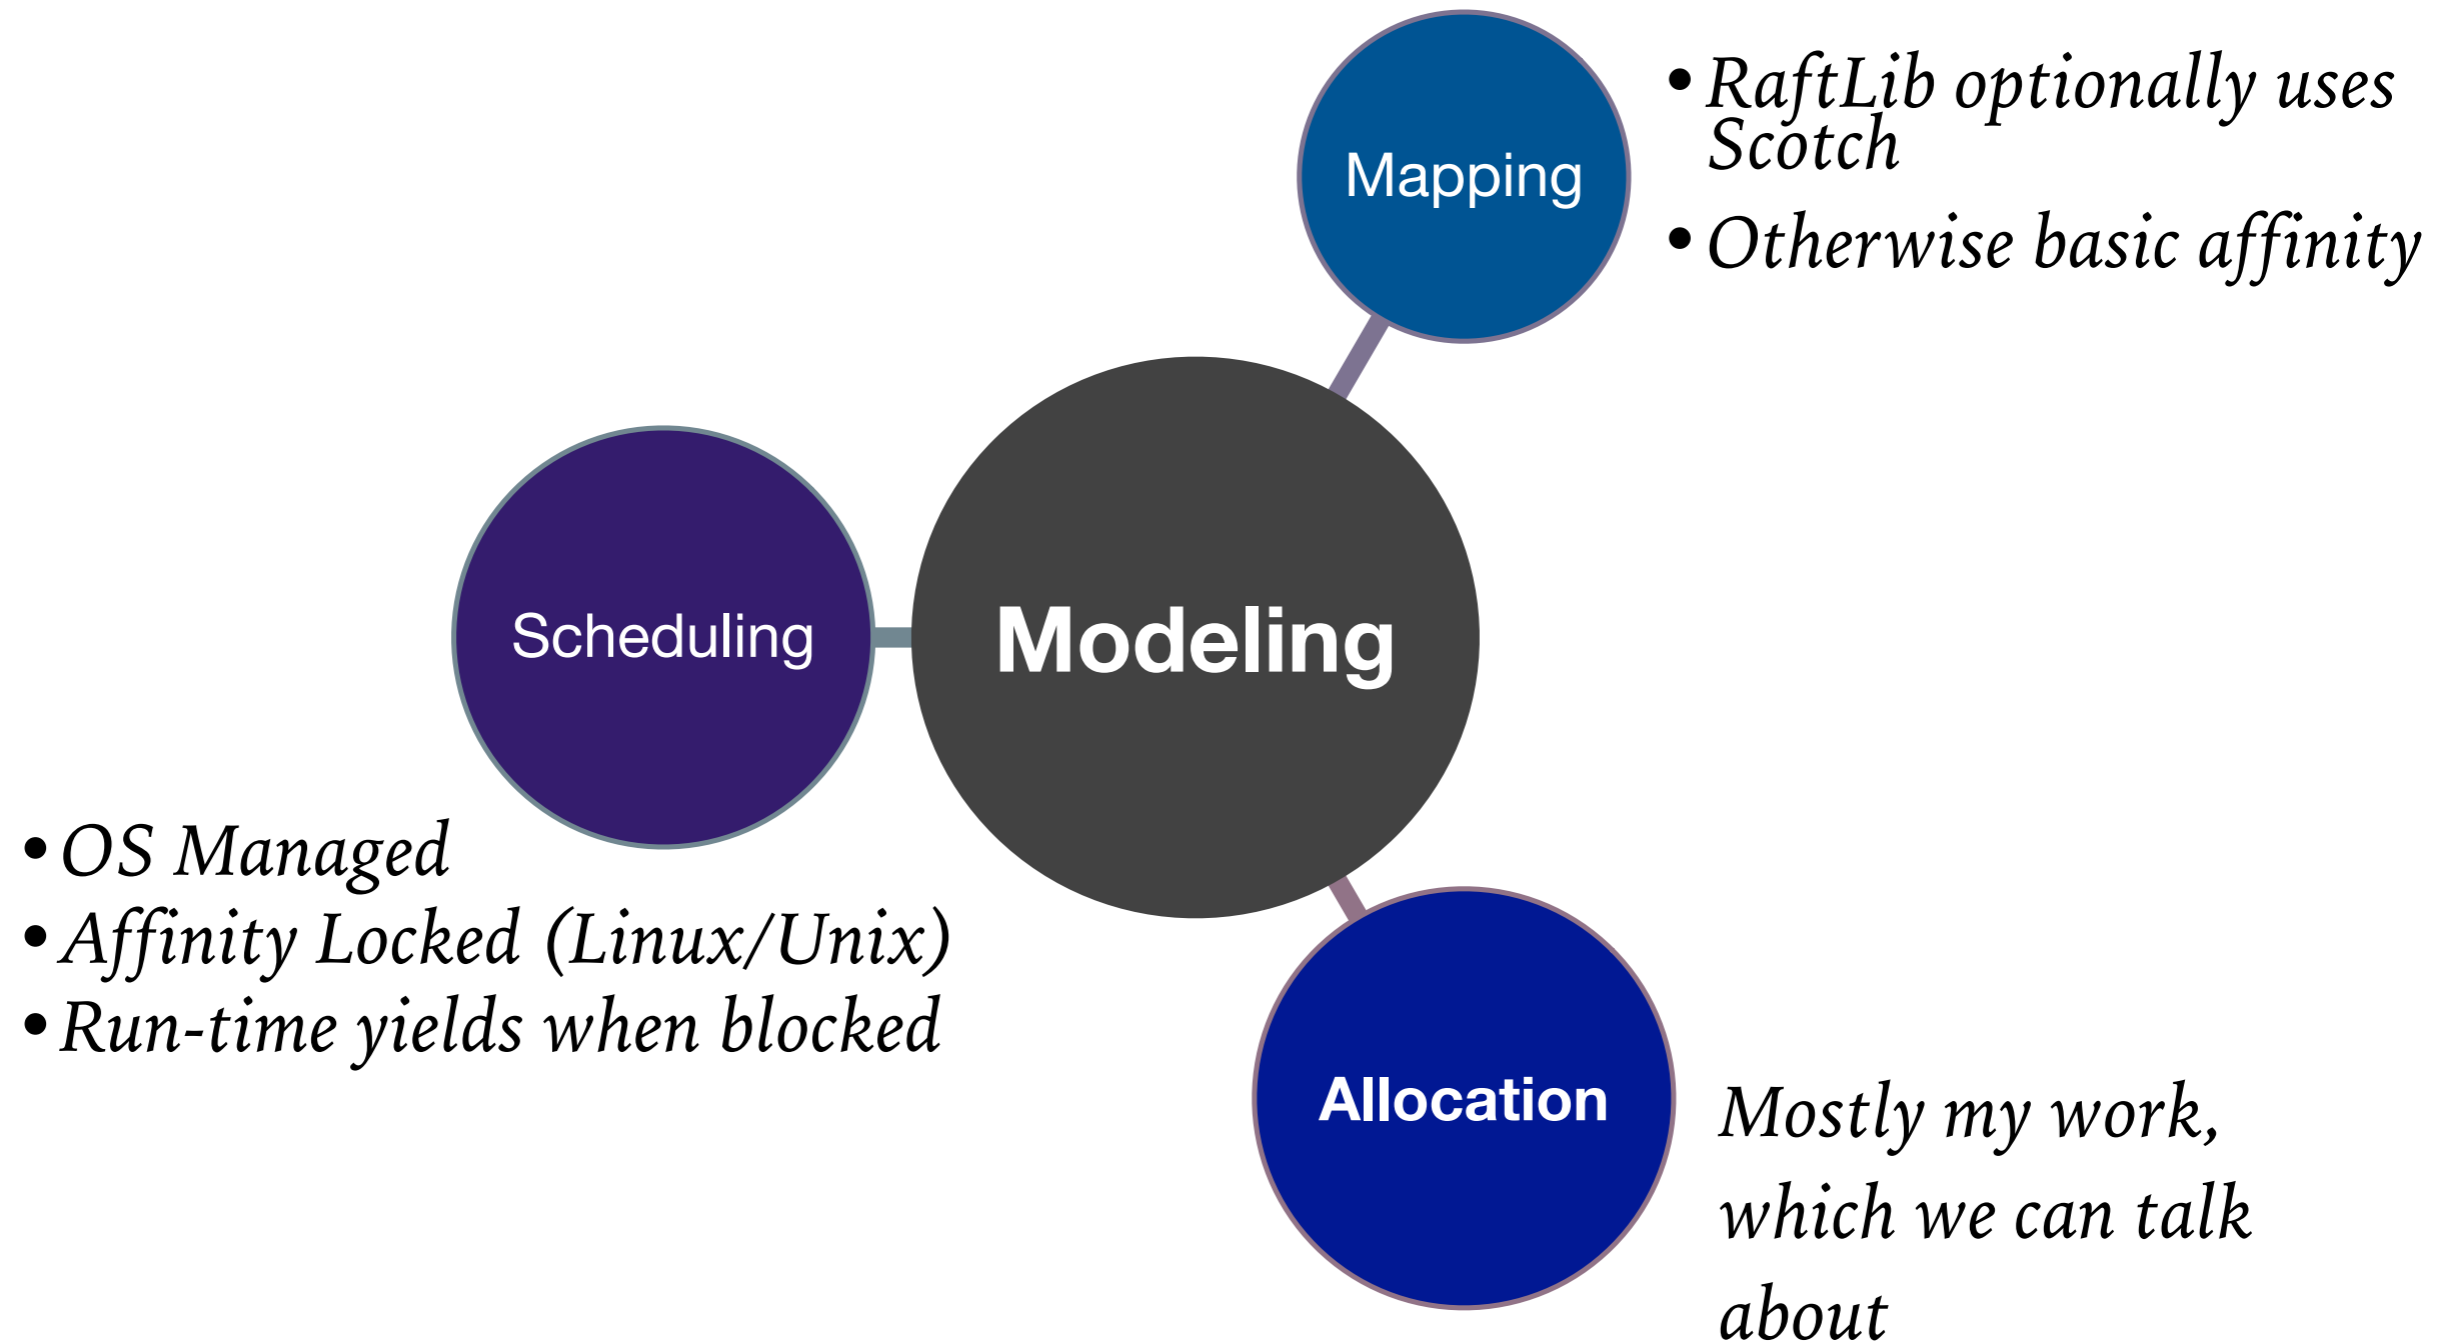 Mapping
• RaftLib optionally uses
Scotch
• Otherwise basic affinity
Scheduling
Modeling
• OS Managed
• Affinity Locked (Linux/Unix)
• Run-time yields when blocked
Allocation
Mostly my work,
which we can talk
about